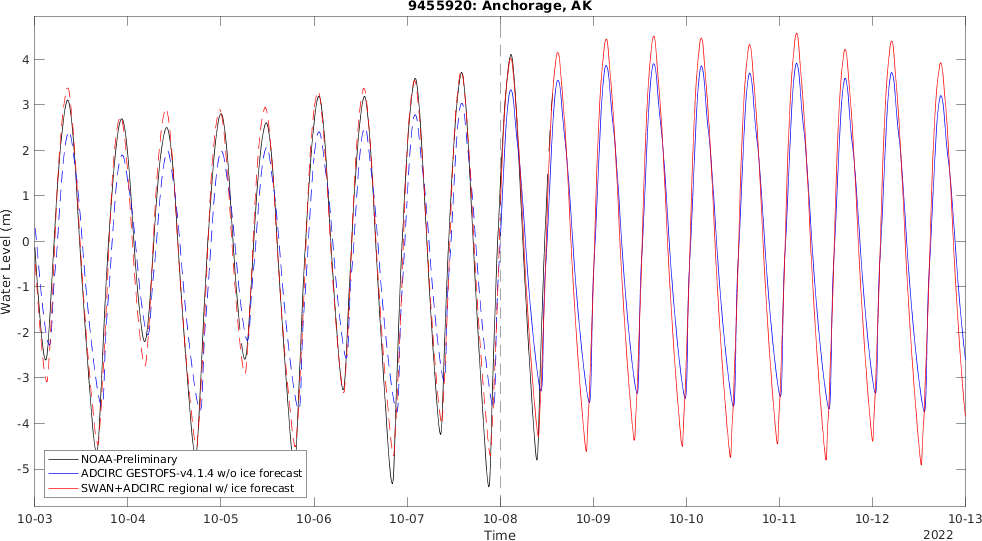 9455920: Anchorage, AK
Water Level (m)
4
3
2
1
0
-1
-2
-3
-4
-5
NOAA-Preliminary
ADCIRC GESTOFS-v4.1.4 w/o ice forecast
SWAN+ADCIRC regional w/ ice forecast
10-03 10-04 10-05 10-06 10-07 10-08 10-09 10-10 10-11 10-12 10-13
Time
2022